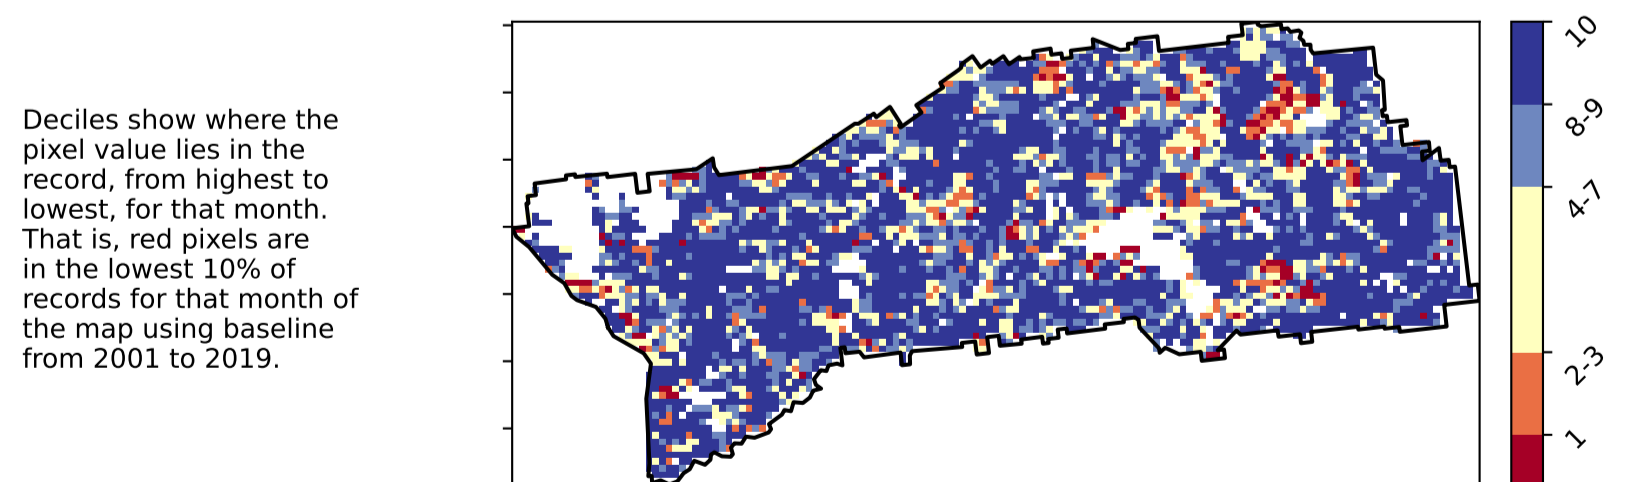 Deciles show where the
pixel value lies in the
record, from highest to
lowest, for that month.
That is, red pixels are
in the lowest 10% of
records for that month of
the map using baseline
from 2001 to 2019.
10
8-9
4-7
2-3
1